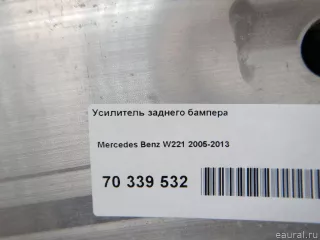 Усилитель заднего бампера
Mercedes Benz W221 2005-2013
70 339 532
eaural.ru